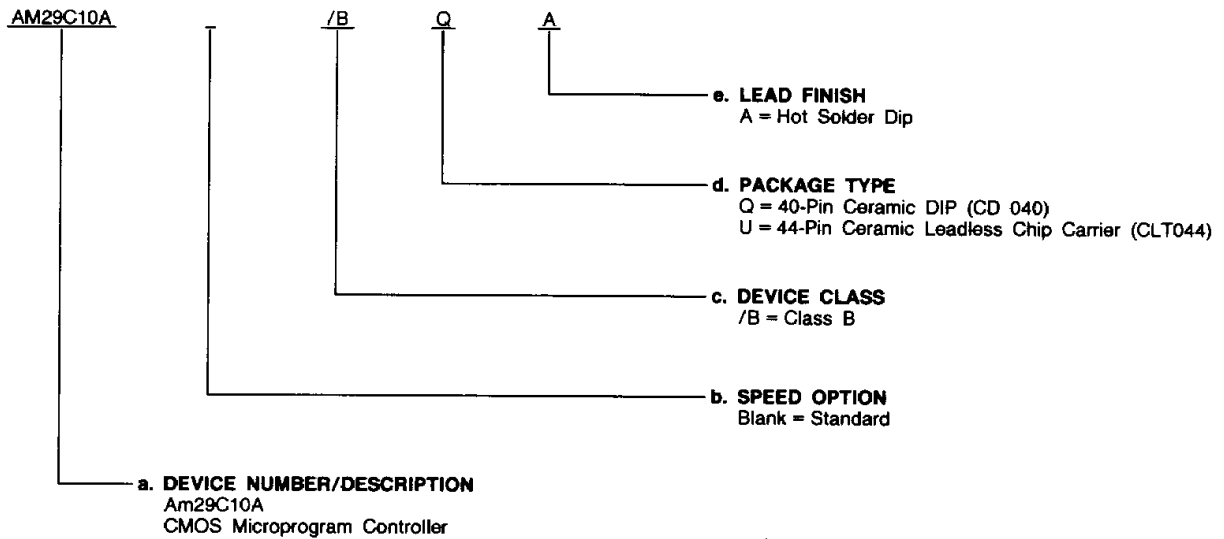 AM29C10A _ /B Q A
e. LEAD FINISH
A = Hot Solder Dip
d. PACKAGE TYPE
Q = 40-Pin Ceramic DIP (CD 040)
U = 44-Pin Ceramic Leadless Chip Carrier (CLT044)
c. DEVICE CLASS
/B = Class B
b. SPEED OPTION
Blank = Standard
a. DEVICE NUMBER/DESCRIPTION
Am29C10A
CMOS Microprogram Controller